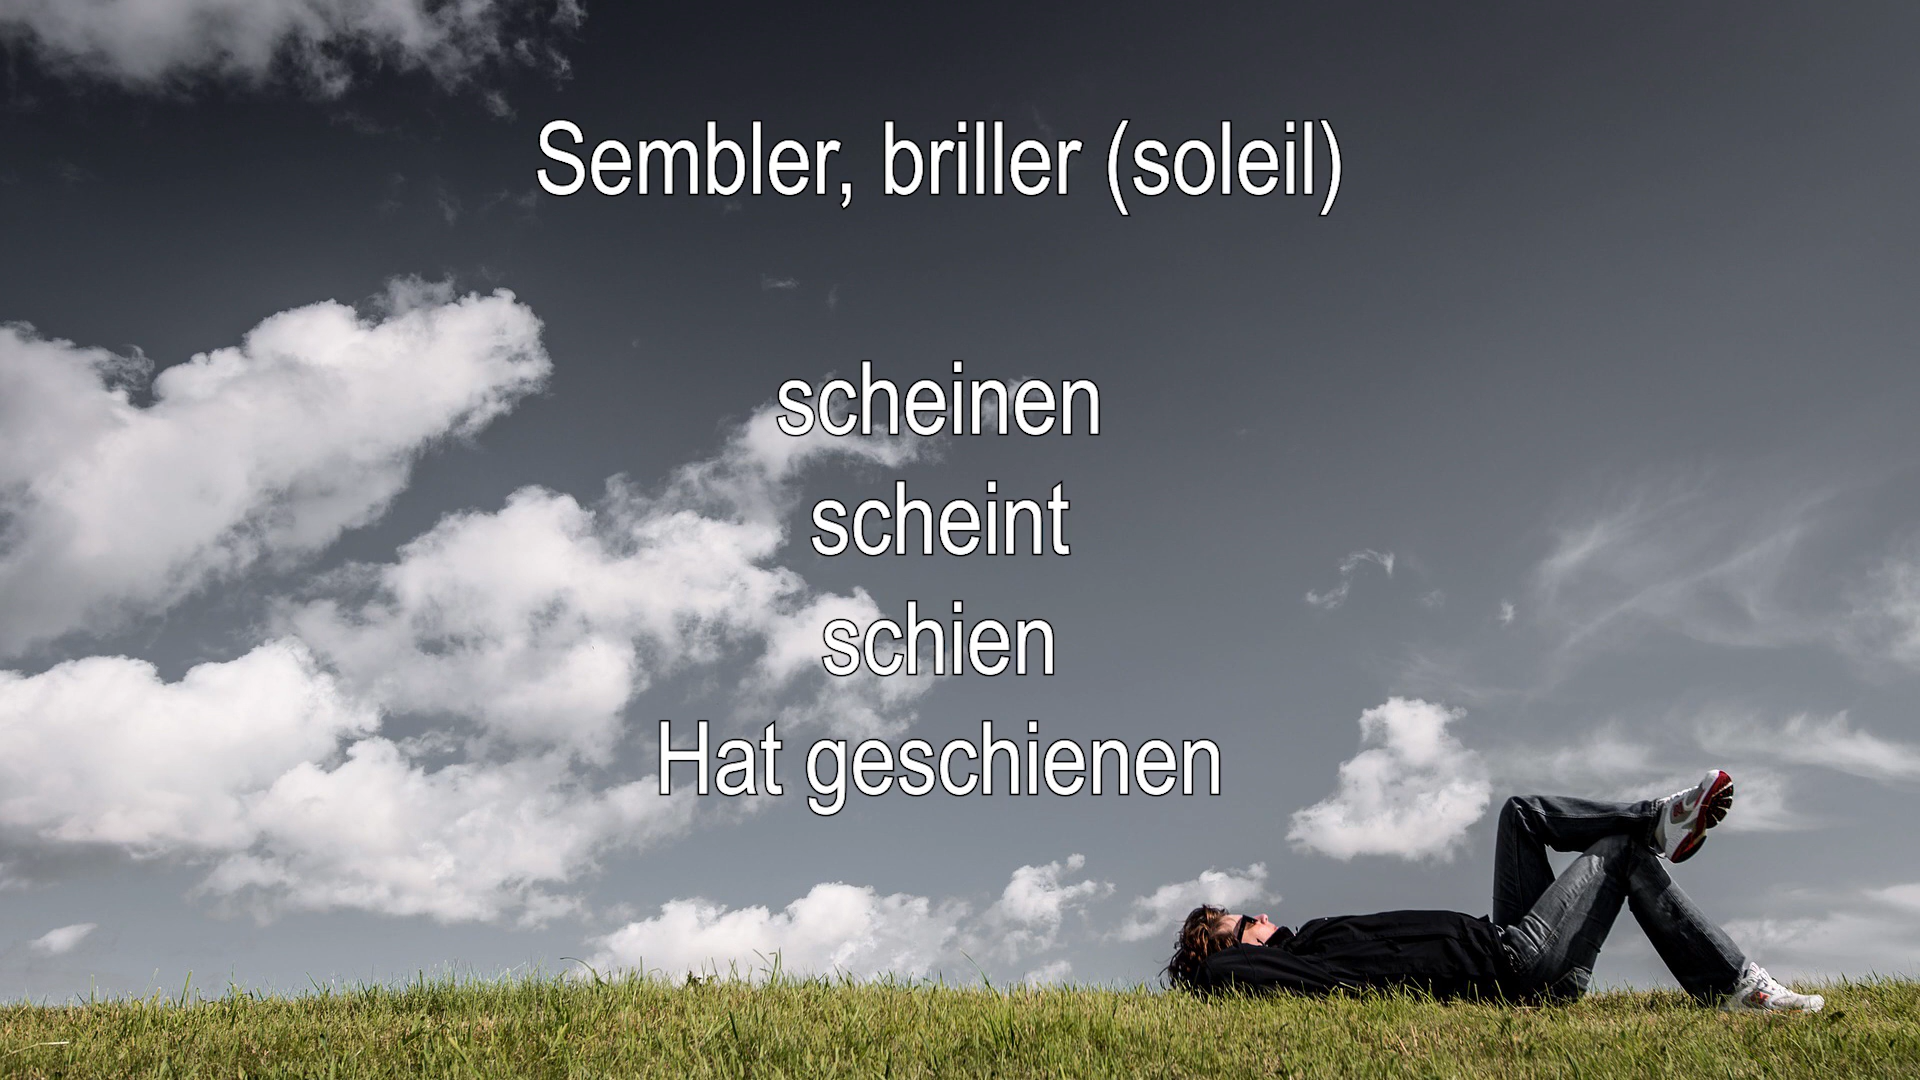 Sembler, briller (soleil)
scheinen
scheint
schien
Hat geschienen